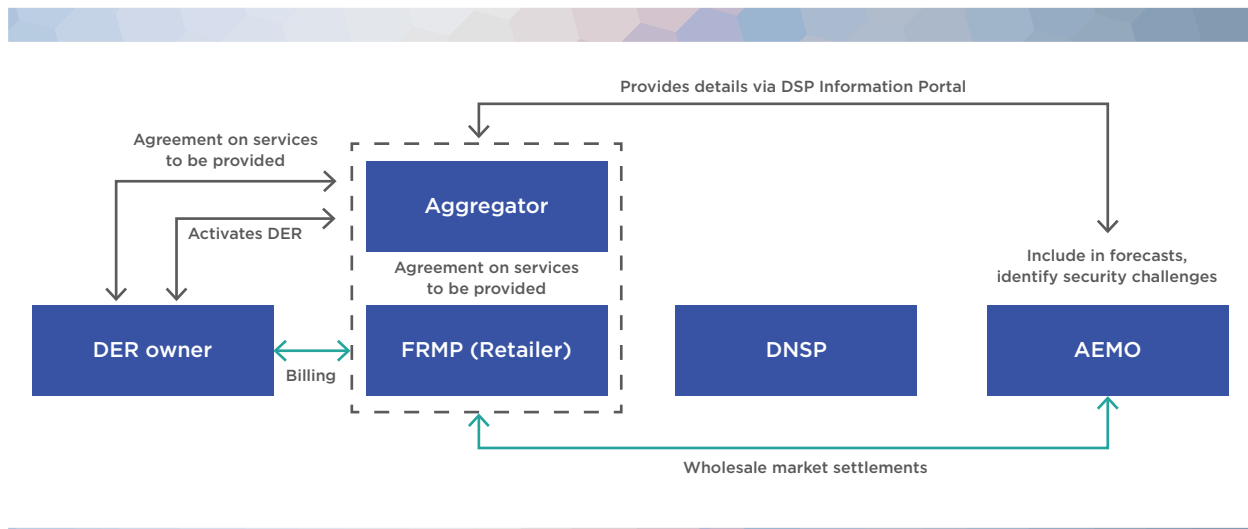 Provides details via DSP Information Portal
Agreement on services
to be provided
Aggregator
Activates DER
Agreement on services
to be provided
Include in forecasts,
identify security challenges
DER owner
FRMP (Retailer)
DNSP
AEMO
Billing
Wholesale market settlements